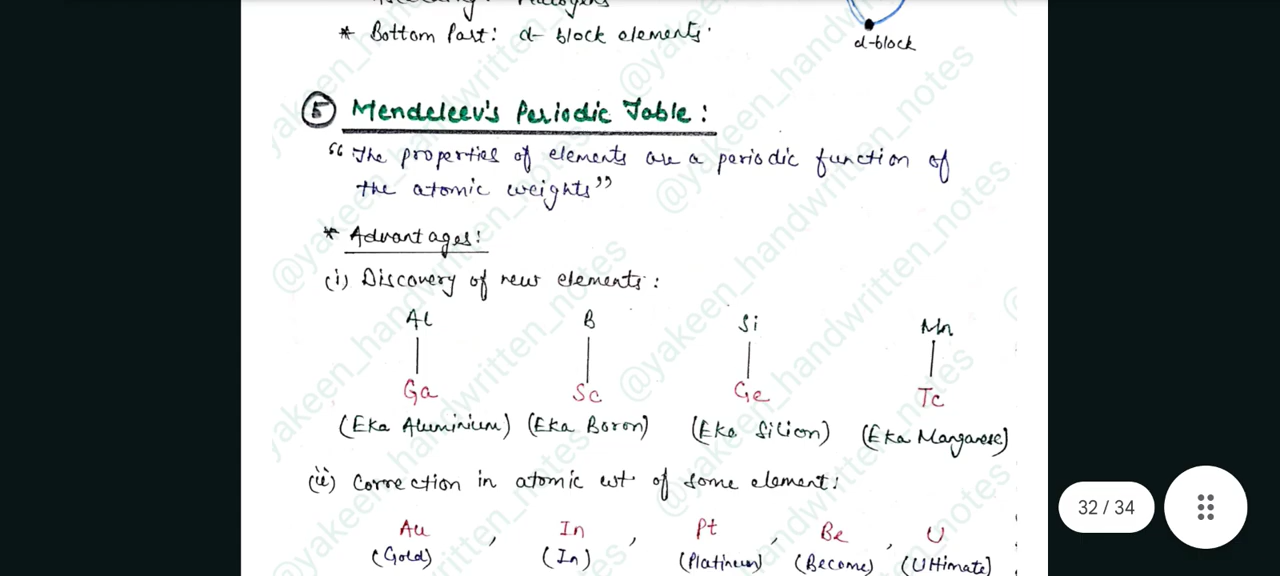 * Bottom Part: d-block elements.
d-block
⑤ Mendeleev's Periodic Table:
"The properties of elements are a periodic function of
the atomic weights"
* Advantages:
(i) Discovery of new elements:
Al B Si Mn
Ga Sc Ge Tc
(Eka Aluminium) (Eka Boron) (Eka Silion) (Eka Manganese)
(ii) Correction in atomic wt. of some element:
Au , In , Pt , Be , U
(Gold) (In) (Platinum) (Become) (Ultimate)
32 / 34
@yakeen_handwritten_notes